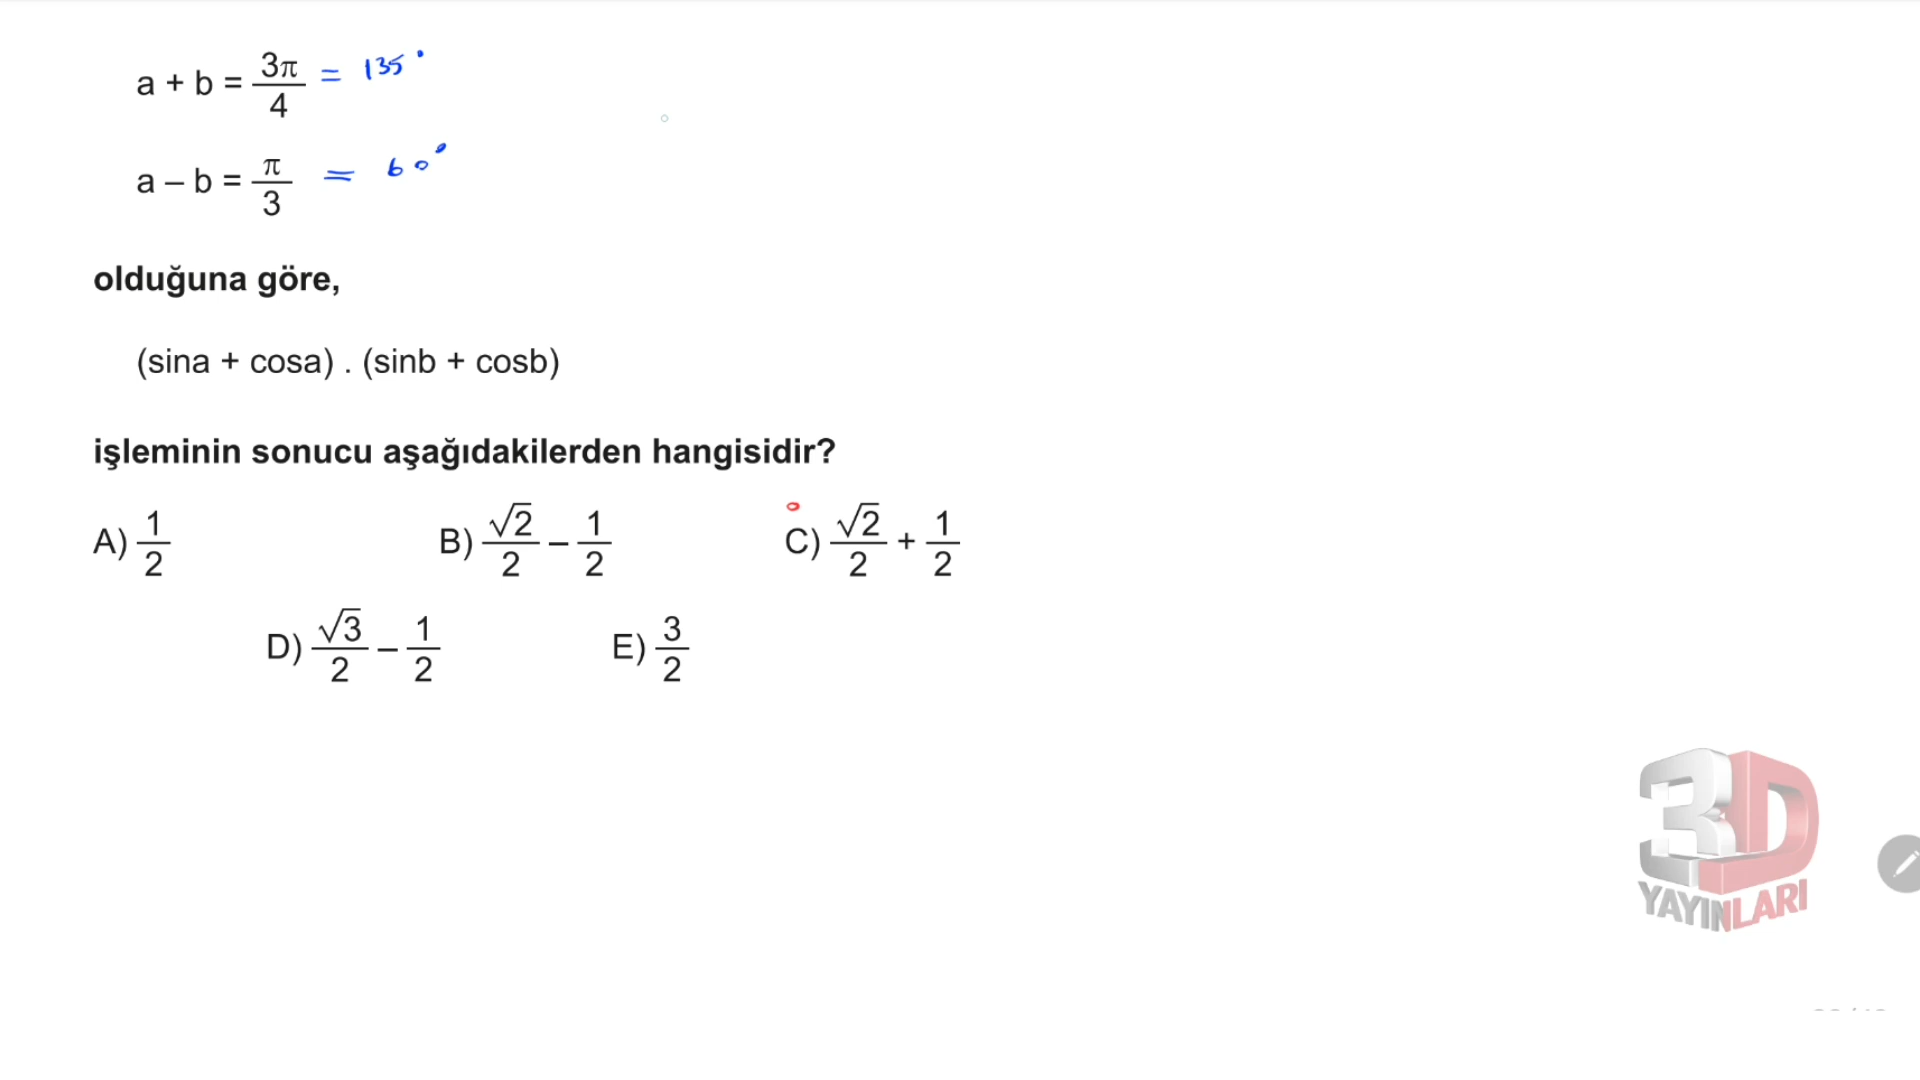 a + b = 3π/4 = 135°
a – b = π/3 = 60°
olduğuna göre,
(sina + cosa) . (sinb + cosb)
işleminin sonucu aşağıdakilerden hangisidir?
A) 1/2 B) √2/2 – 1/2 C) √2/2 + 1/2
D) √3/2 – 1/2 E) 3/2
3D
YAYINLARI